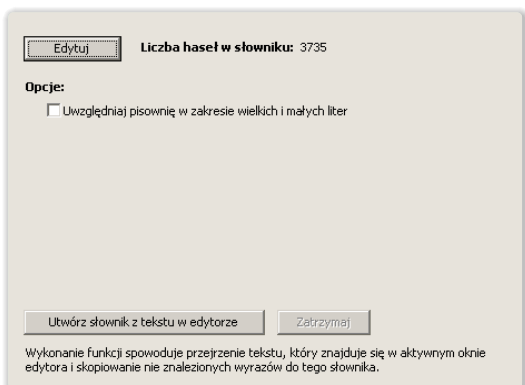 Edytuj Liczba haseł w słowniku: 3735
Opcje:
Uwzględniaj pisownię w zakresie wielkich i małych liter
Utwórz słownik z tekstu w edytorze Zatrzymaj
Wykonanie funkcji spowoduje przejrzenie tekstu, który znajduje się w aktywnym oknie
edytora i skopiowanie nie znalezionych wyrazów do tego słownika.